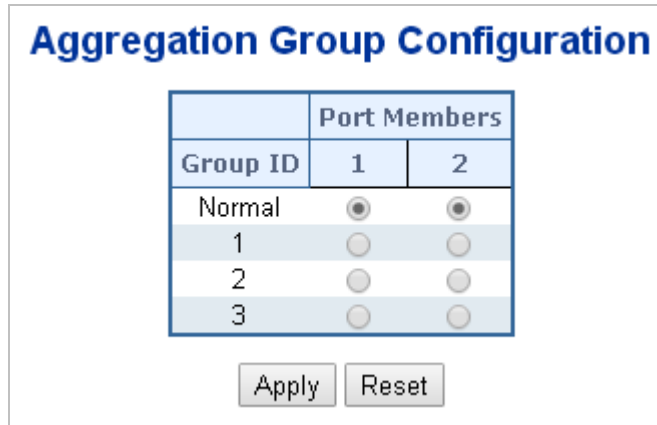 Aggregation Group Configuration
Port Members
Group ID 1 2
Normal
1
2
3
Apply Reset